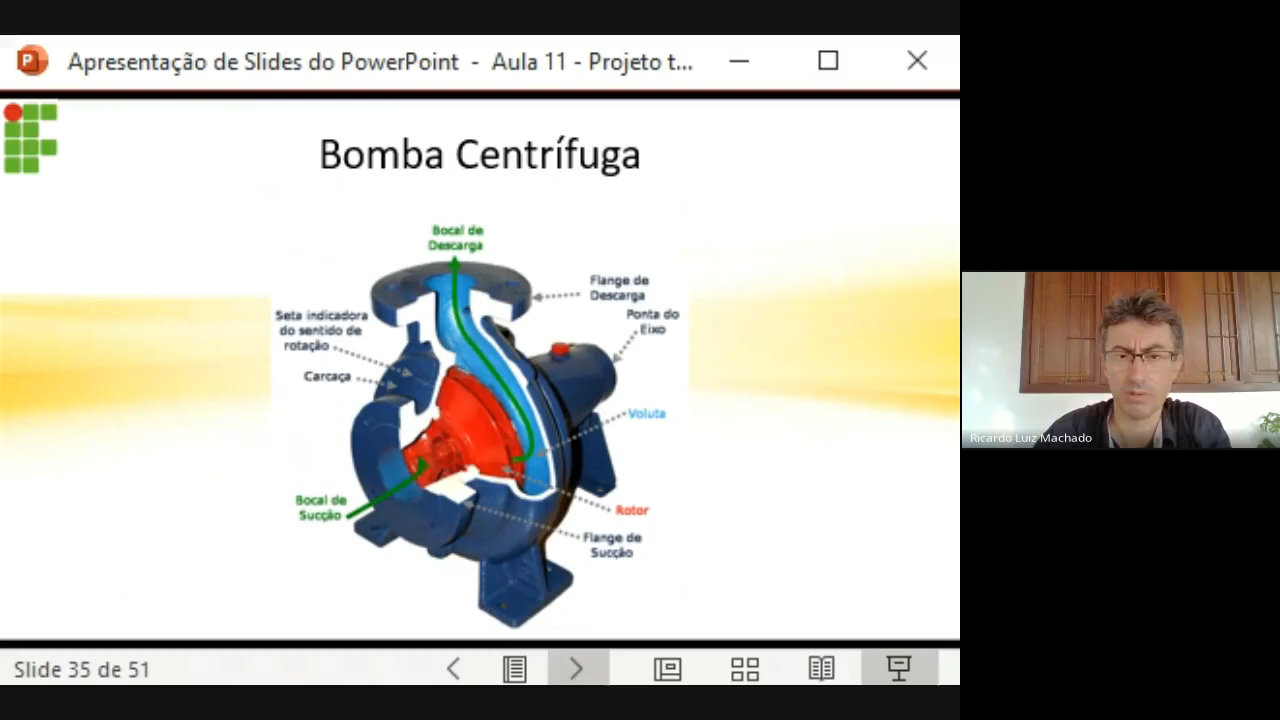 Apresentação de Slides do PowerPoint - Aula 11 - Projeto t...
Bomba Centrífuga
Bocal de
Descarga
Flange de
Descarga
Seta indicadora
do sentido de
rotação
Ponta do
Eixo
Carcaça
Voluta
Bocal de
Sucção
Rotor
Flange de
Sucção
Ricardo Luiz Machado
Slide 35 de 51